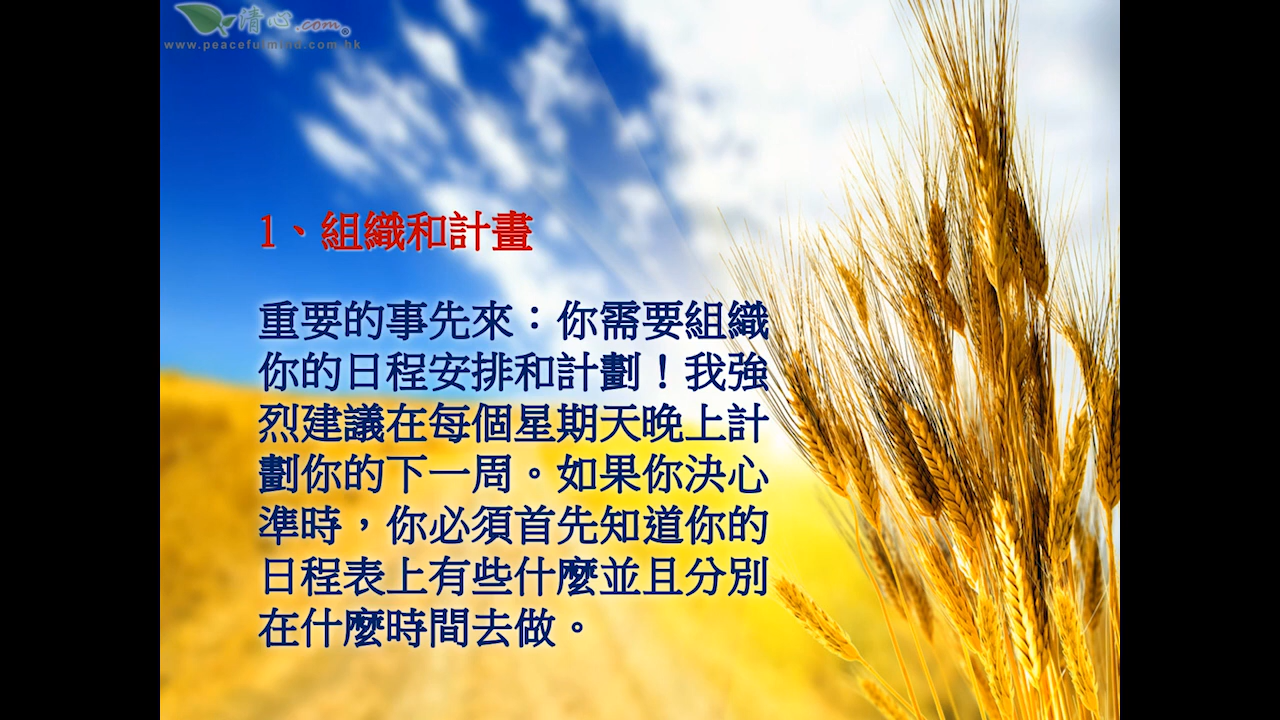 清心.com
www.peacefulmind.com.hk
1、組織和計畫
重要的事先來：你需要組織
你的日程安排和計劃！我強
烈建議在每個星期天晚上計
劃你的下一周。如果你決心
準時，你必須首先知道你的
日程表上有些什麼並且分別
在什麼時間去做。